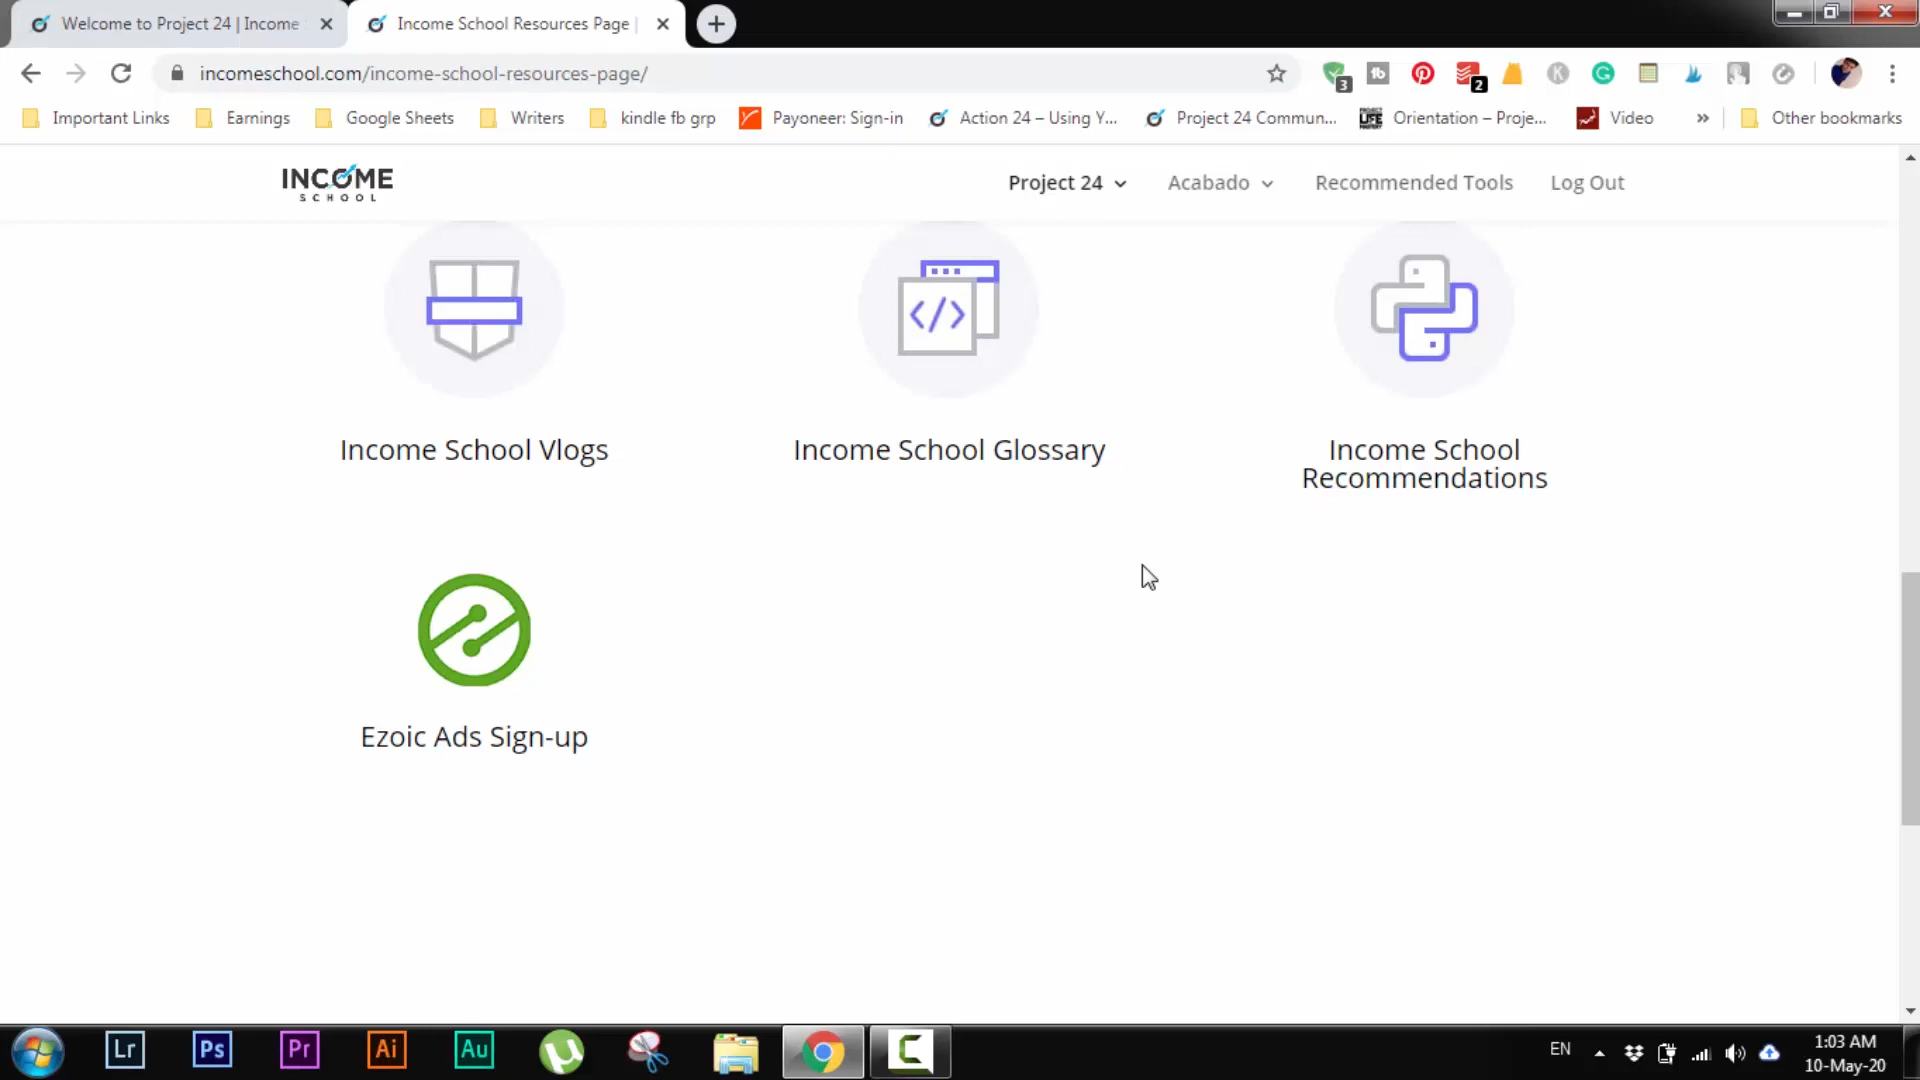 Welcome to Project 24 | Income
Income School Resources Page |
incomeschool.com/income-school-resources-page/
3
2
Important Links
Earnings
Google Sheets
Writers
kindle fb grp
Payoneer: Sign-in
Action 24 – Using Y...
Project 24 Commun...
Orientation – Proje...
Video
Other bookmarks
INCOME
SCHOOL
Project 24
Acabado
Recommended Tools
Log Out
Income School Vlogs
Income School Glossary
Income School
Recommendations
Ezoic Ads Sign-up
Lr
Ps
Pr
Ai
Au
EN
1:03 AM
10-May-20